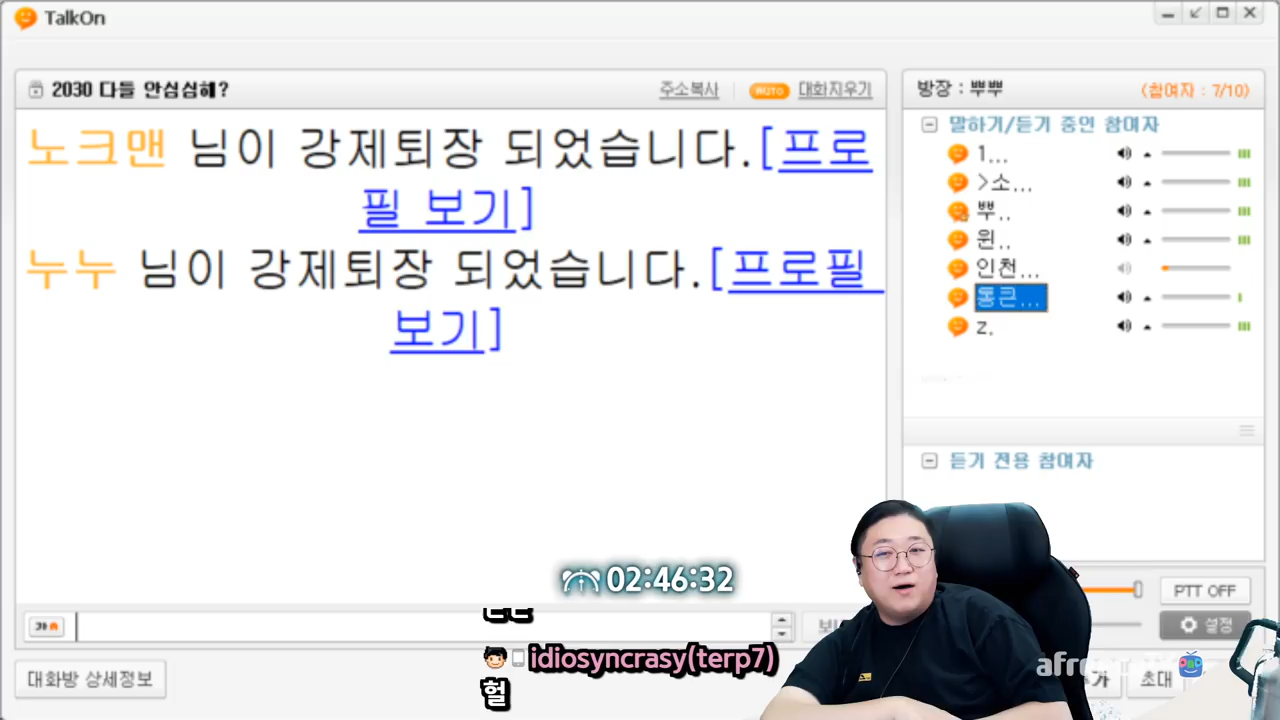 TalkOn
2030 다들 안심심해?
주소복사
AUTO
대화지우기
노크맨 님이 강제퇴장 되었습니다.[프로
필 보기]
누누 님이 강제퇴장 되었습니다.[프로필
보기]
방장 : 뿌뿌
(참여자 : 7/10)
말하기/듣기 중인 참여자
1...
>소...
뿌..
윈..
인천...
통근...
z.
듣기 전용 참여자
02:46:32
PTT OFF
설정
가
idiosyncrasy(terp7)
헐
대화방 상세정보
초대